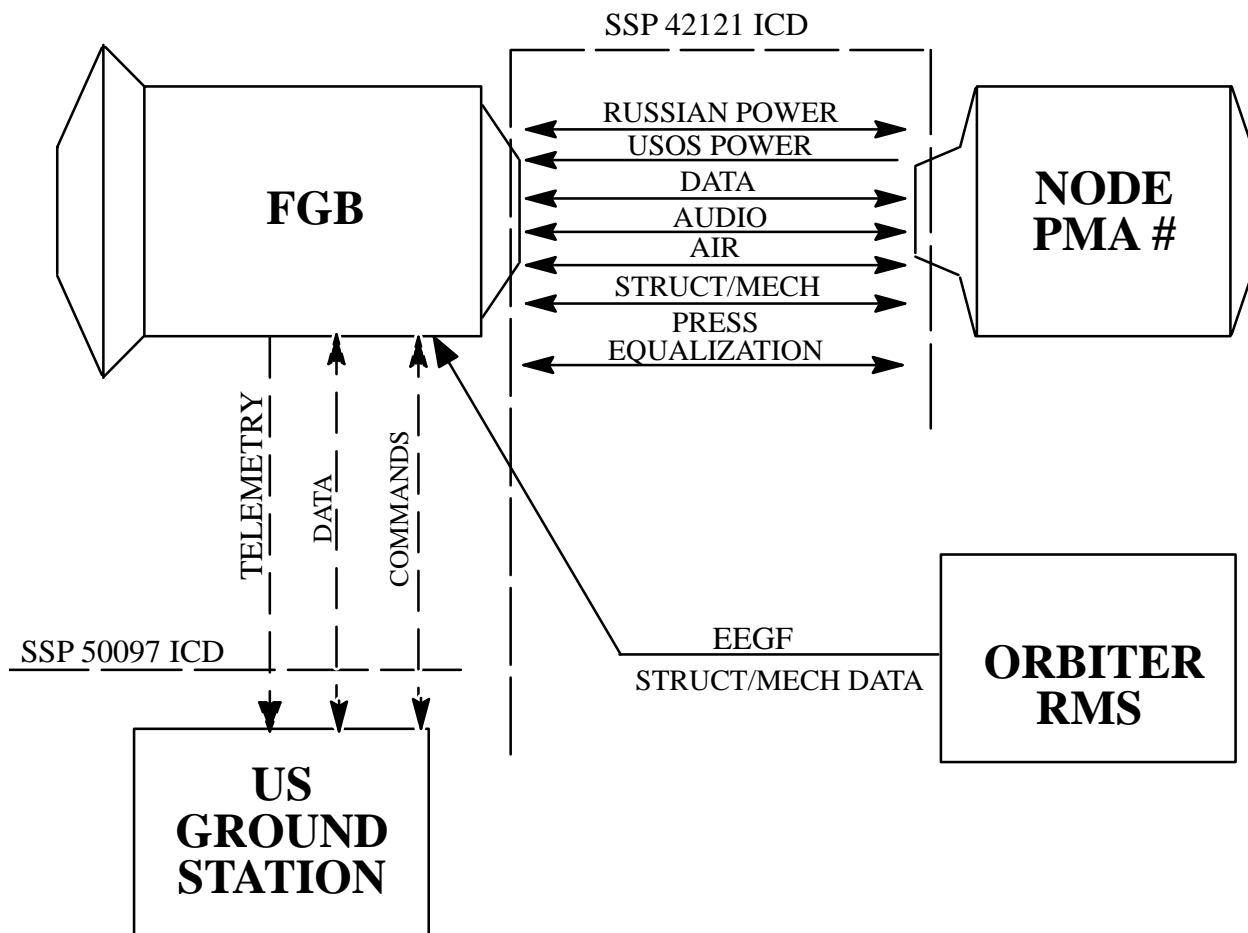 SSP 42121 ICD
RUSSIAN POWER
USOS POWER
DATA
AUDIO
AIR
STRUCT/MECH
PRESS
EQUALIZATION
FGB
NODE
PMA #
TELEMETRY
DATA
COMMANDS
SSP 50097 ICD
EEGF
STRUCT/MECH DATA
ORBITER
RMS
US
GROUND
STATION